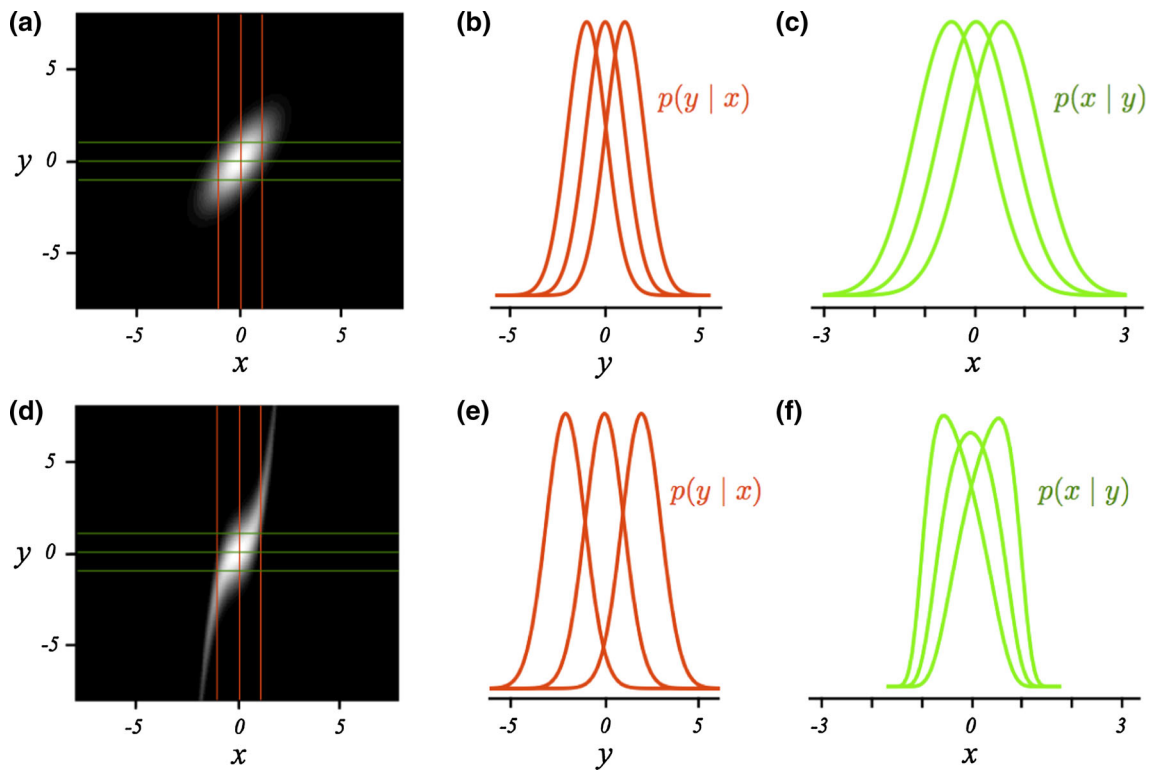 (a)
5
y 0
-5
-5 0 5
x
(b)
p(y | x)
-5 0 5
y
(c)
p(x | y)
-3 0 3
x
(d)
5
y 0
-5
-5 0 5
x
(e)
p(y | x)
-5 0 5
y
(f)
p(x | y)
-3 0 3
x